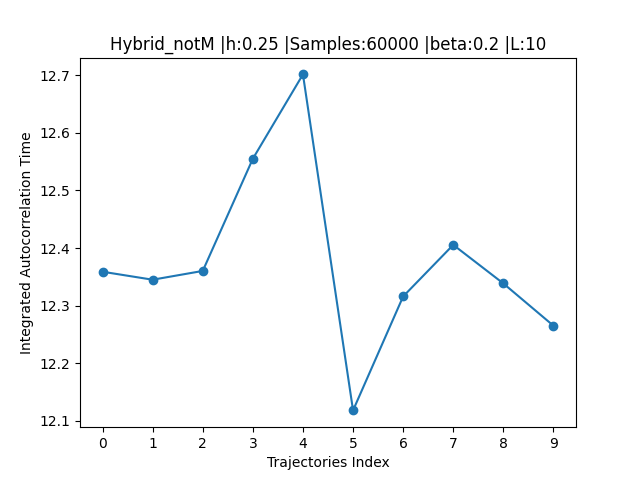 Hybrid_notM |h:0.25 |Samples:60000 |beta:0.2 |L:10
Integrated Autocorrelation Time
12.7
12.6
12.5
12.4
12.3
12.2
12.1
0 1 2 3 4 5 6 7 8 9
Trajectories Index